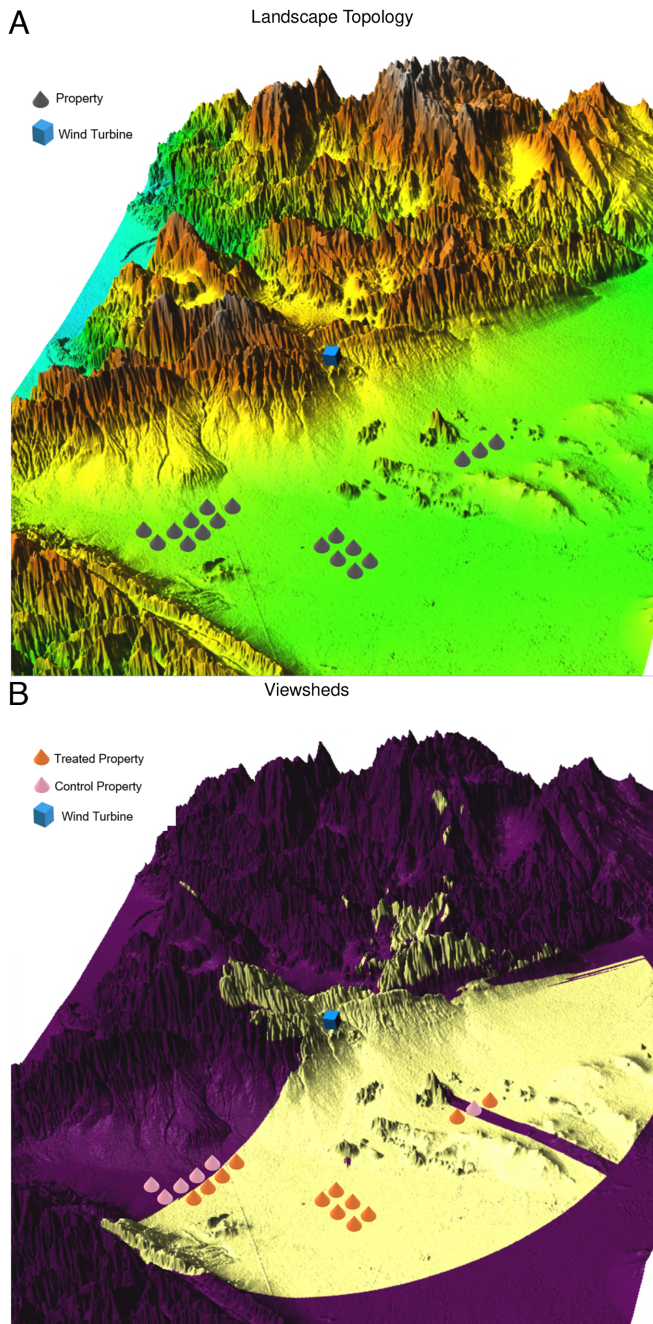 A
Landscape Topology
Property
Wind Turbine
B
Viewsheds
Treated Property
Control Property
Wind Turbine